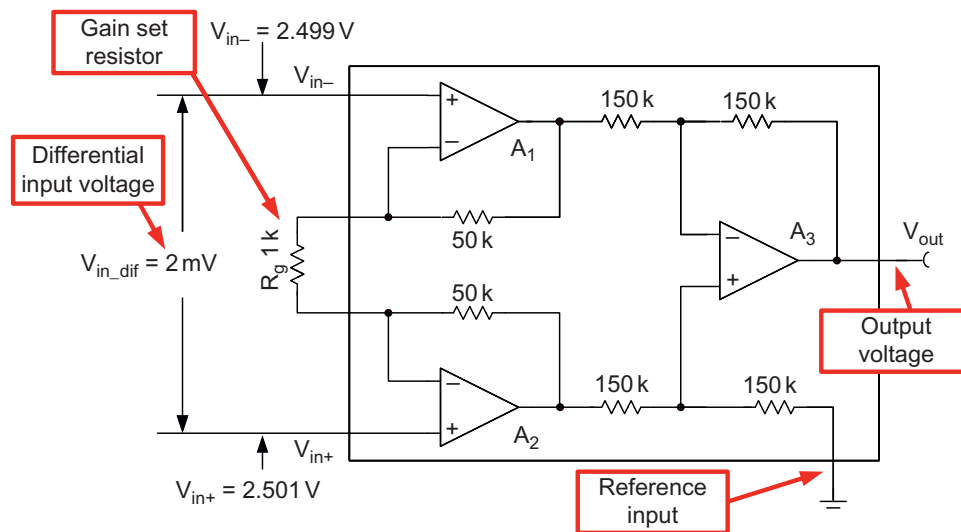 Gain set
resistor
Vin– = 2.499 V
Vin–
Differential
input voltage
Vin_dif = 2 mV
Rg 1 k
+
–
A1
50 k
150 k
150 k
–
+
A3
Vout
Output
voltage
50 k
–
+
A2
150 k
150 k
Vin+
Vin+ = 2.501 V
Reference
input